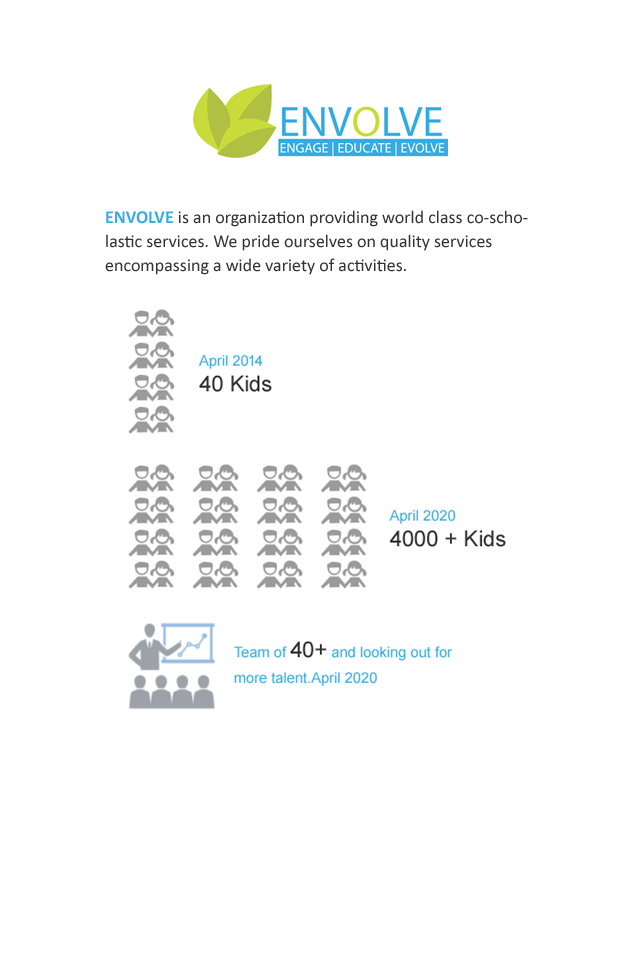 ENVOLVE
ENGAGE | EDUCATE | EVOLVE
ENVOLVE is an organization providing world class co-scho-
lastic services. We pride ourselves on quality services
encompassing a wide variety of activities.
April 2014
40 Kids
April 2020
4000 + Kids
Team of 40+ and looking out for
more talent.April 2020